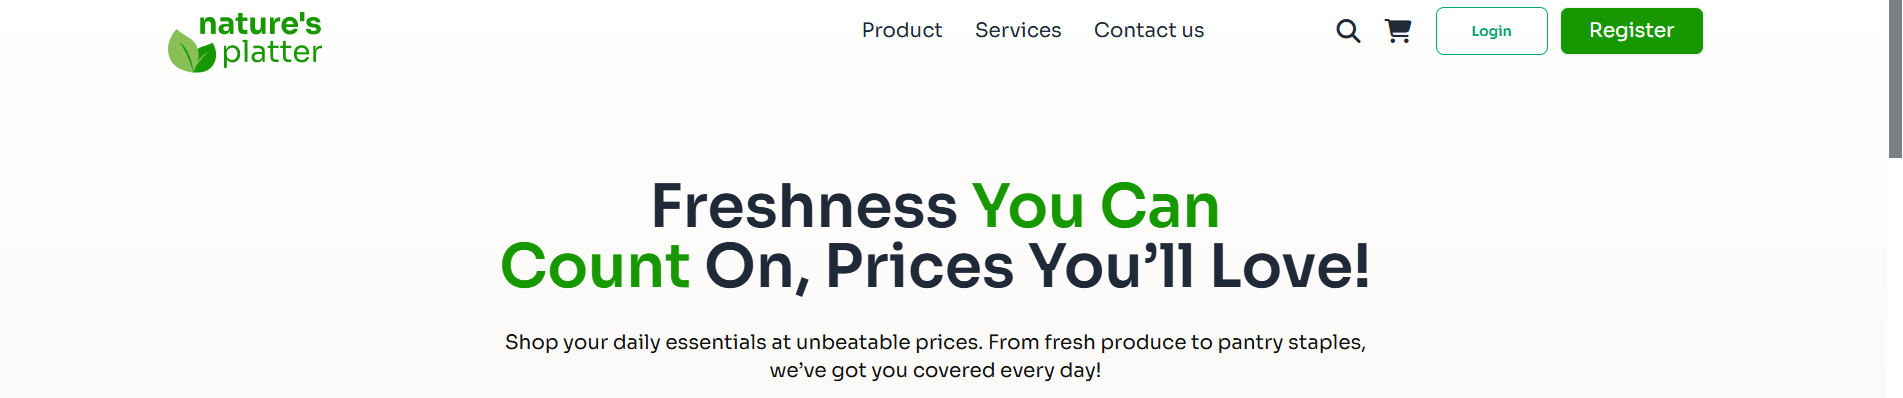 nature's
platter
Product Services Contact us Login Register
Freshness You Can
Count On, Prices You’ll Love!
Shop your daily essentials at unbeatable prices. From fresh produce to pantry staples,
we’ve got you covered every day!